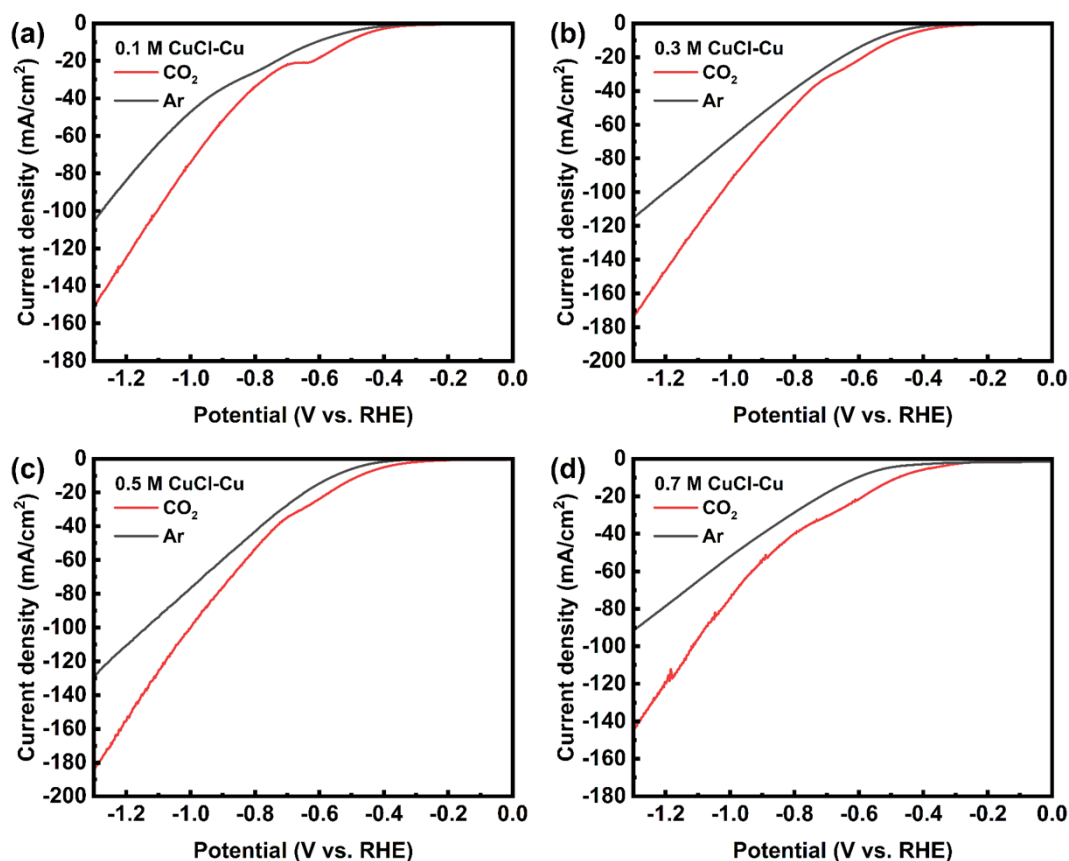 (a)
0.1 M CuCl-Cu
CO₂
Ar
0
-20
-40
-60
-80
-100
-120
-140
-160
-180
Current density (mA/cm²)
-1.2 -1.0 -0.8 -0.6 -0.4 -0.2 0.0
Potential (V vs. RHE)
(b)
0.3 M CuCl-Cu
CO₂
Ar
0
-20
-40
-60
-80
-100
-120
-140
-160
-180
-200
Current density (mA/cm²)
-1.2 -1.0 -0.8 -0.6 -0.4 -0.2 0.0
Potential (V vs. RHE)
(c)
0.5 M CuCl-Cu
CO₂
Ar
0
-20
-40
-60
-80
-100
-120
-140
-160
-180
-200
Current density (mA/cm²)
-1.2 -1.0 -0.8 -0.6 -0.4 -0.2 0.0
Potential (V vs. RHE)
(d)
0.7 M CuCl-Cu
CO₂
Ar
0
-20
-40
-60
-80
-100
-120
-140
-160
-180
Current density (mA/cm²)
-1.2 -1.0 -0.8 -0.6 -0.4 -0.2 0.0
Potential (V vs. RHE)